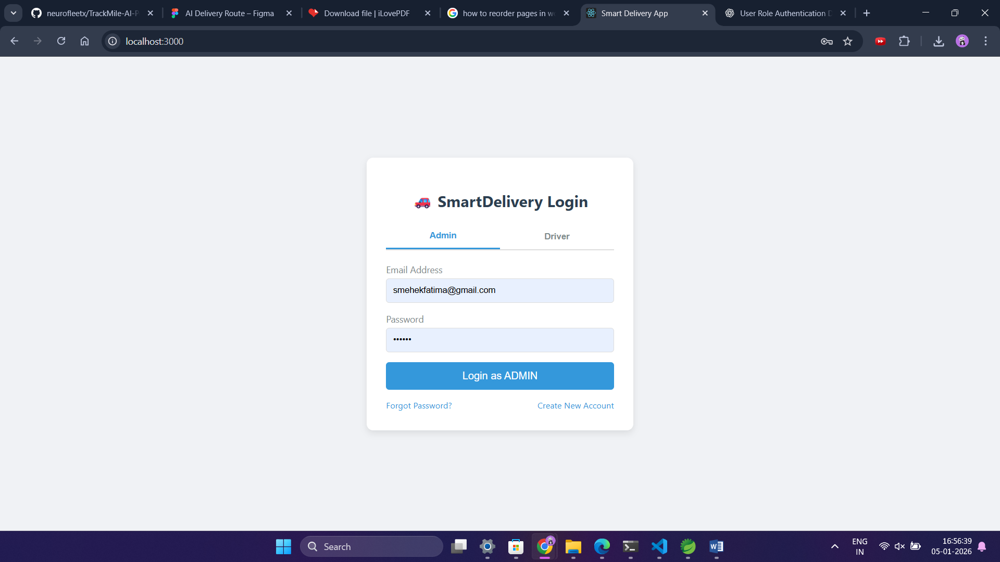 neurofleetx/TrackMile-AI-P
AI Delivery Route – Figma
Download file | iLovePDF
how to reorder pages in wo
Smart Delivery App
User Role Authentication D
localhost:3000
SmartDelivery Login
Admin
Driver
Email Address
smehekfatima@gmail.com
Password
••••••
Login as ADMIN
Forgot Password?
Create New Account
Search
ENG
IN
16:56:39
05-01-2026